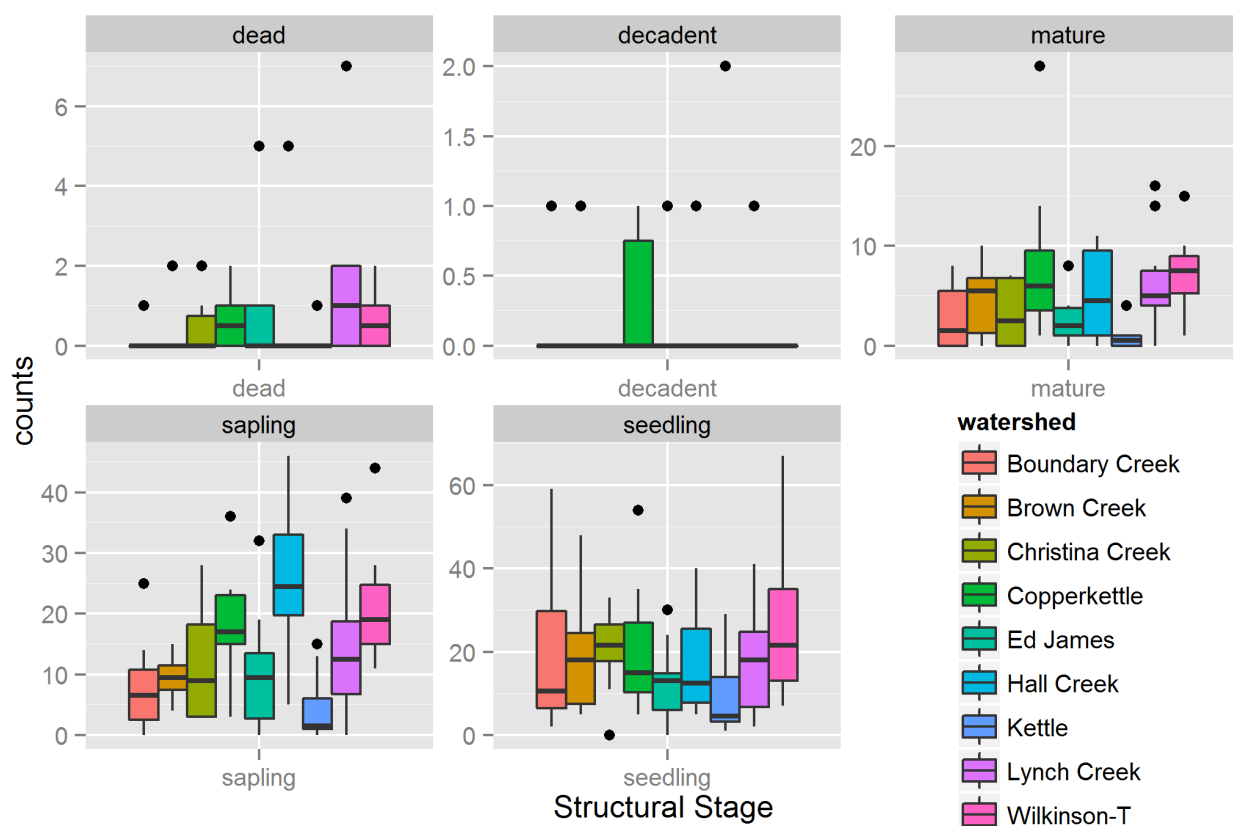 dead
decadent
mature
6
4
2
0
2.0
1.5
1.0
0.5
0.0
20
10
0
dead
decadent
mature
counts
sapling
seedling
40
30
20
10
0
60
40
20
0
sapling
seedling
Structural Stage
watershed
Boundary Creek
Brown Creek
Christina Creek
Copperkettle
Ed James
Hall Creek
Kettle
Lynch Creek
Wilkinson-T